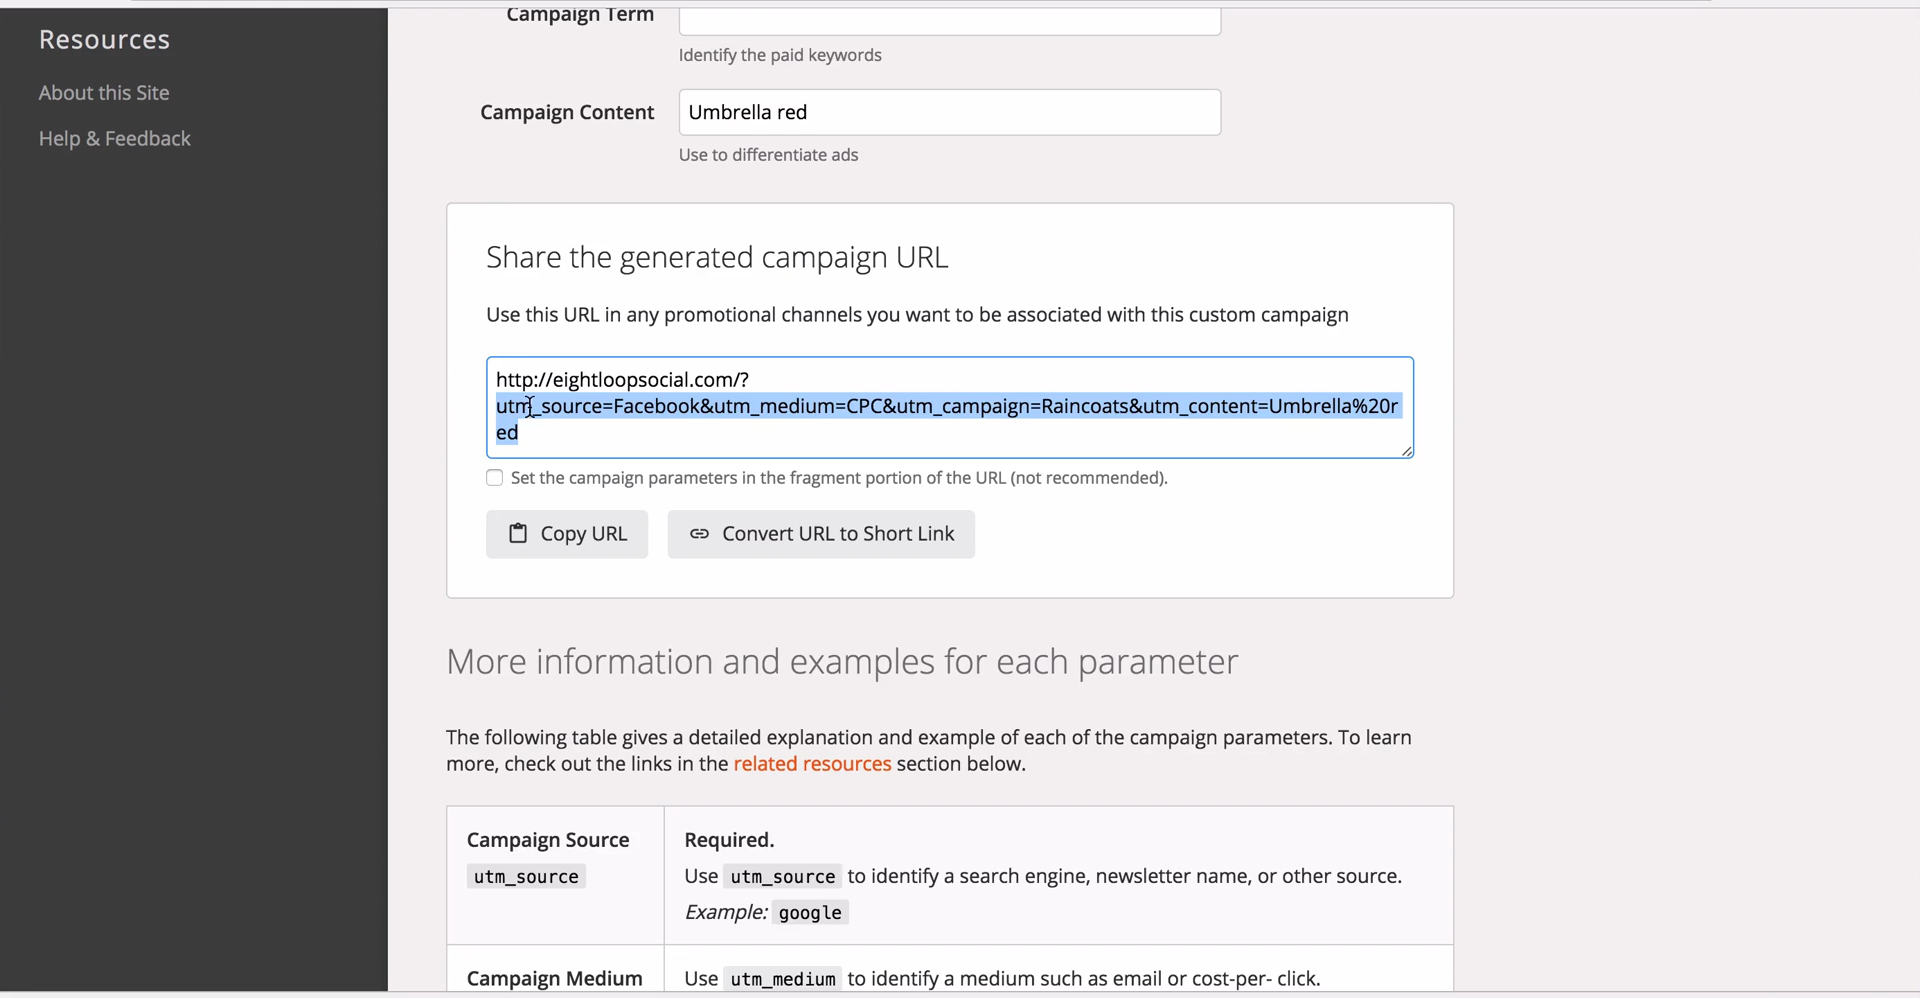 Resources
About this Site
Help & Feedback
Campaign Term
Identify the paid keywords
Campaign Content
Umbrella red
Use to differentiate ads
Share the generated campaign URL
Use this URL in any promotional channels you want to be associated with this custom campaign
http://eightloopsocial.com/?
utm_source=Facebook&utm_medium=CPC&utm_campaign=Raincoats&utm_content=Umbrella%20r
ed
Set the campaign parameters in the fragment portion of the URL (not recommended).
Copy URL
Convert URL to Short Link
More information and examples for each parameter
The following table gives a detailed explanation and example of each of the campaign parameters. To learn
more, check out the links in the related resources section below.
Campaign Source
utm_source
Required.
Use utm_source to identify a search engine, newsletter name, or other source.
Example: google
Campaign Medium
Use utm_medium to identify a medium such as email or cost-per- click.